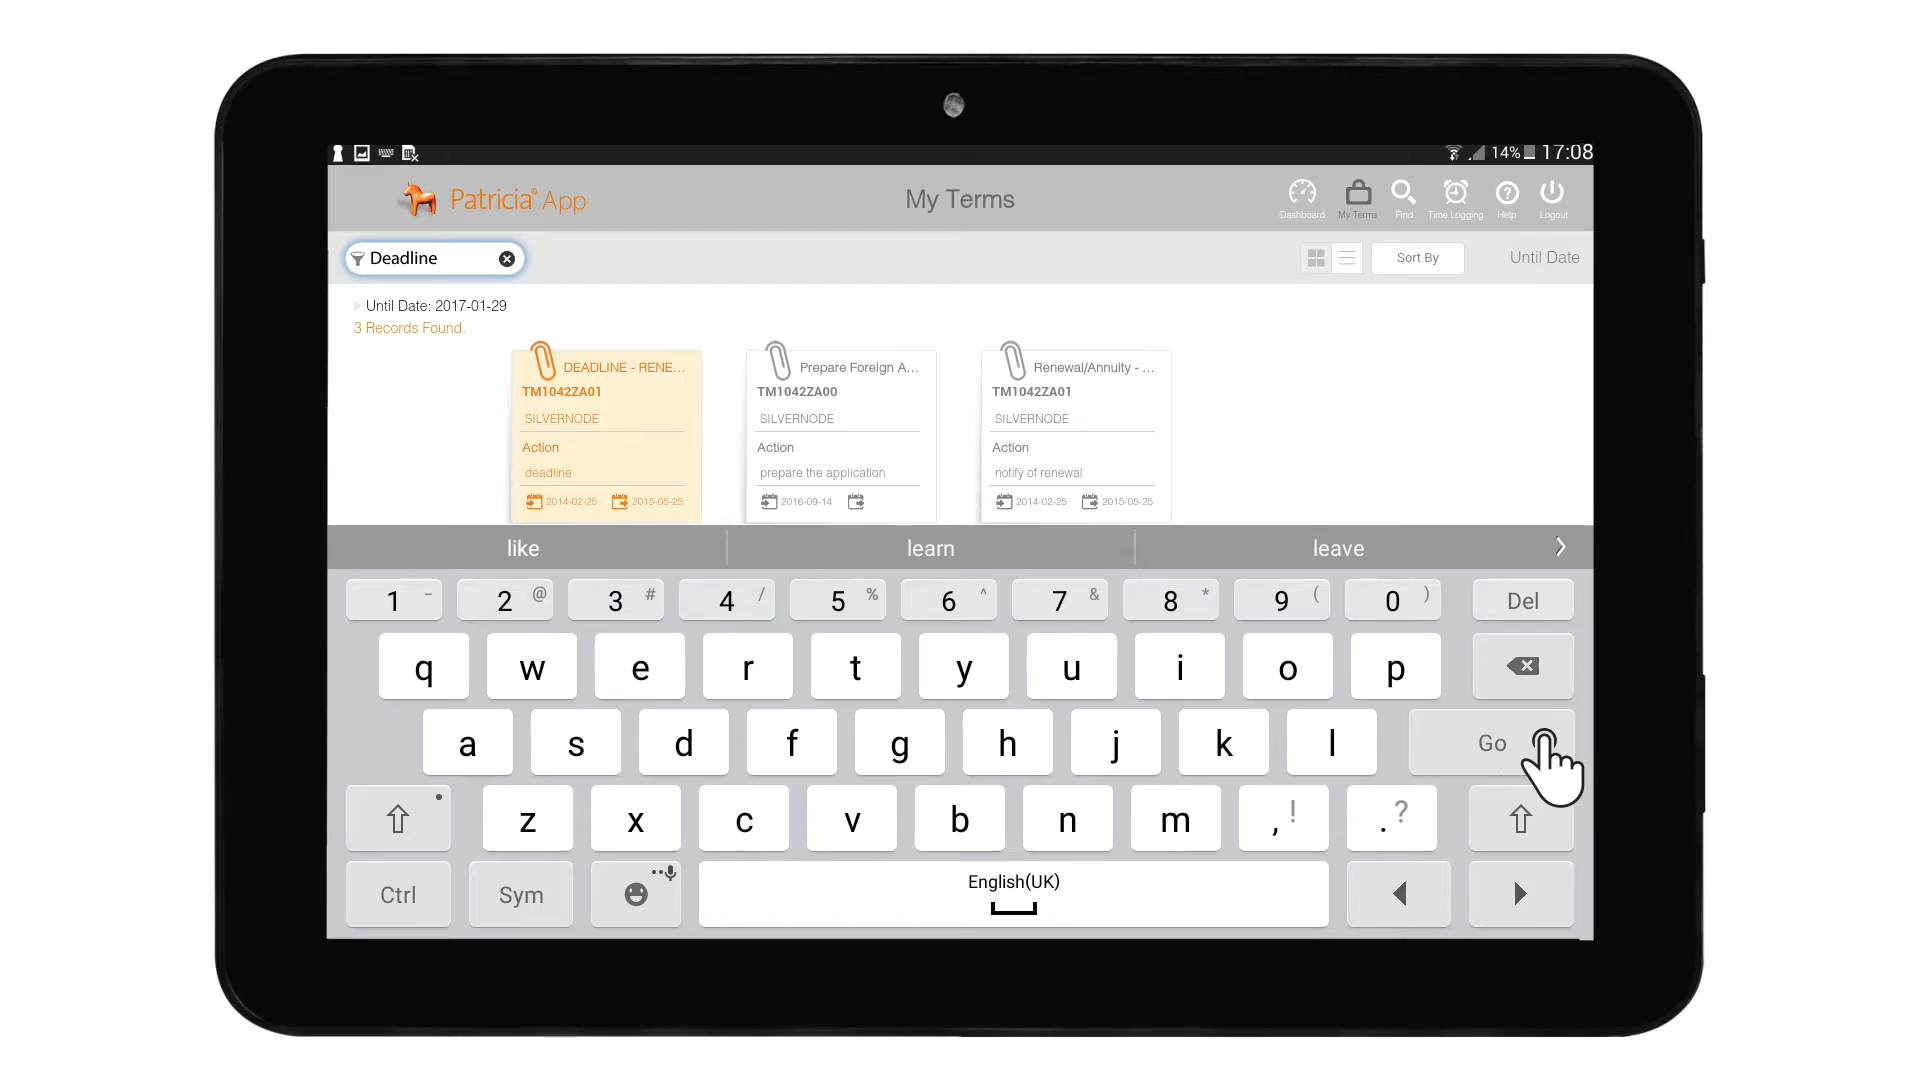 14% 17:08
Patricia® App
My Terms
Dashboard
My Terms
Find
Time Logging
Help
Logout
Deadline
Sort By
Until Date
Until Date: 2017-01-29
3 Records Found.
DEADLINE - RENE...
TM1042ZA01
SILVERNODE
Action
deadline
2014-02-25 2015-05-25
Prepare Foreign A...
TM1042ZA00
SILVERNODE
Action
prepare the application
2016-09-14
Renewal/Annuity - ...
TM1042ZA01
SILVERNODE
Action
notify of renewal
2014-02-25 2015-05-25
like learn leave
1 - 2 @ 3 # 4 / 5 % 6 ^ 7 & 8 * 9 ( 0 ) Del
q w e r t y u i o p
a s d f g h j k l Go
z x c v b n m , ! . ?
Ctrl Sym English(UK)